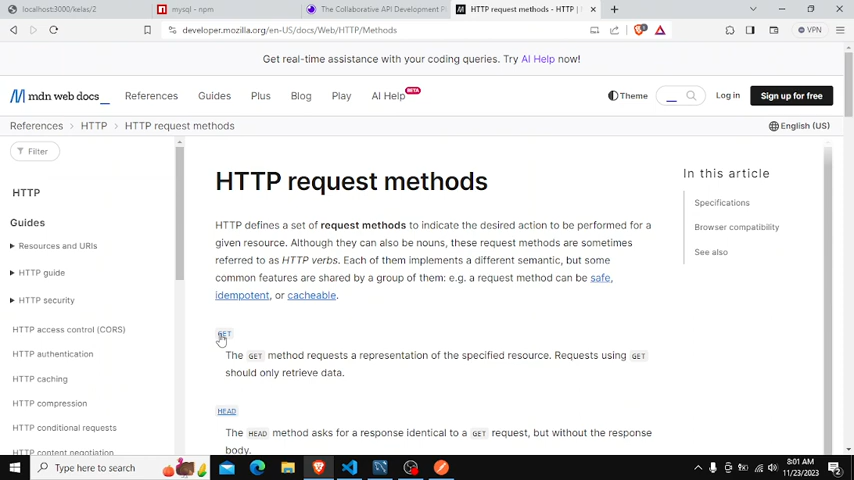 localhost:3000/kelas/2
mysql - npm
The Collaborative API Development P
HTTP request methods - HTTP |
developer.mozilla.org/en-US/docs/Web/HTTP/Methods
VPN
Get real-time assistance with your coding queries. Try AI Help now!
mdn web docs_
References
Guides
Plus
Blog
Play
AI Help BETA
Theme
Log in
Sign up for free
References > HTTP > HTTP request methods
English (US)
Filter
HTTP
Guides
Resources and URIs
HTTP guide
HTTP security
HTTP access control (CORS)
HTTP authentication
HTTP caching
HTTP compression
HTTP conditional requests
HTTP content negotiation
HTTP request methods
HTTP defines a set of request methods to indicate the desired action to be performed for a
given resource. Although they can also be nouns, these request methods are sometimes
referred to as HTTP verbs. Each of them implements a different semantic, but some
common features are shared by a group of them: e.g. a request method can be safe,
idempotent, or cacheable.
GET
The GET method requests a representation of the specified resource. Requests using GET
should only retrieve data.
HEAD
The HEAD method asks for a response identical to a GET request, but without the response
body.
In this article
Specifications
Browser compatibility
See also
Type here to search
8:01 AM
11/23/2023
2